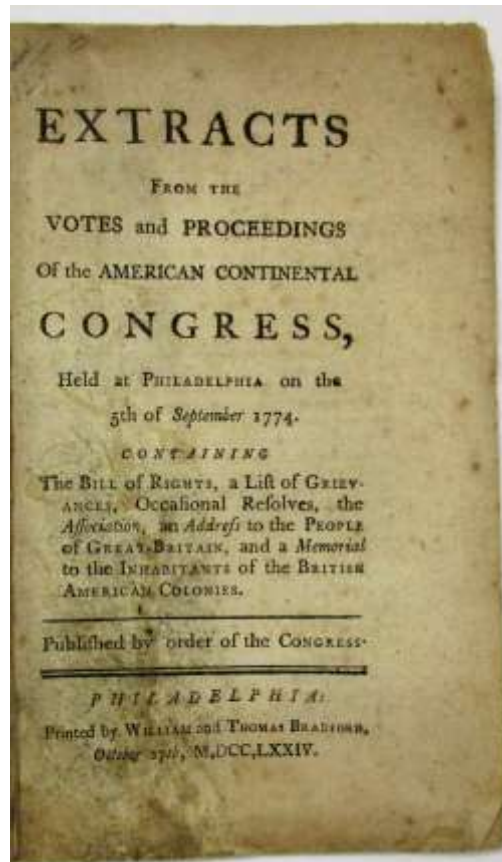 EXTRACTS
FROM THE
VOTES and PROCEEDINGS
Of the AMERICAN CONTINENTAL
CONGRESS,
Held at PHILADELPHIA on the
5th of September 1774.
CONTAINING
The BILL of RIGHTS, a Liſt of GRIEV-
ANCES, Occaſional Reſolves, the
Aſſociation, an Addreſs to the PEOPLE
of GREAT-BRITAIN, and a Memorial
to the INHABITANTS of the BRITISH
AMERICAN COLONIES.
Publiſhed by order of the CONGRESS.
PHILADELPHIA:
Printed by WILLIAM and THOMAS BRADFORD,
October 27th, M,DCC,LXXIV.